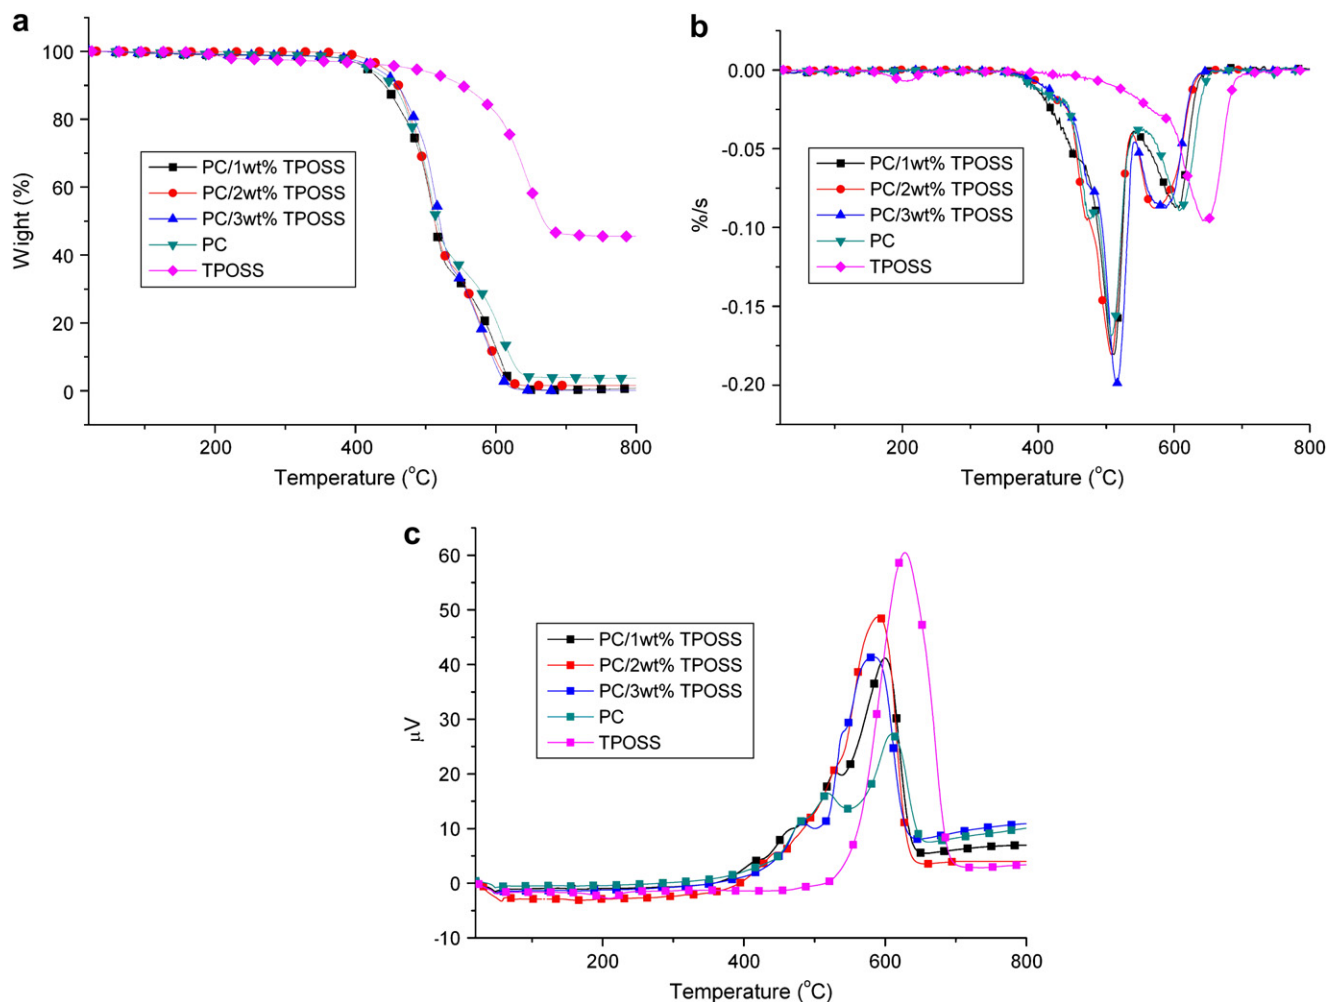 a
100
80
60
40
20
0
Wight (%)
PC/1wt% TPOSS
PC/2wt% TPOSS
PC/3wt% TPOSS
PC
TPOSS
200
400
600
800
Temperature (°C)
b
0.00
-0.05
-0.10
-0.15
-0.20
%/s
PC/1wt% TPOSS
PC/2wt% TPOSS
PC/3wt% TPOSS
PC
TPOSS
200
400
600
800
Temperature (°C)
c
60
50
40
30
20
10
0
-10
μV
PC/1wt% TPOSS
PC/2wt% TPOSS
PC/3wt% TPOSS
PC
TPOSS
200
400
600
800
Temperature (°C)